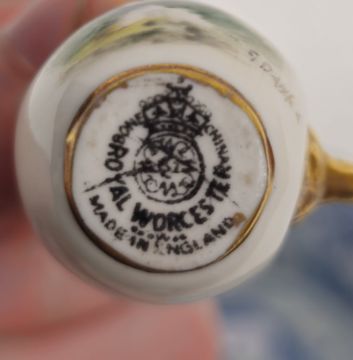 BONE CHINA
ROYAL WORCESTER
MADE IN ENGLAND